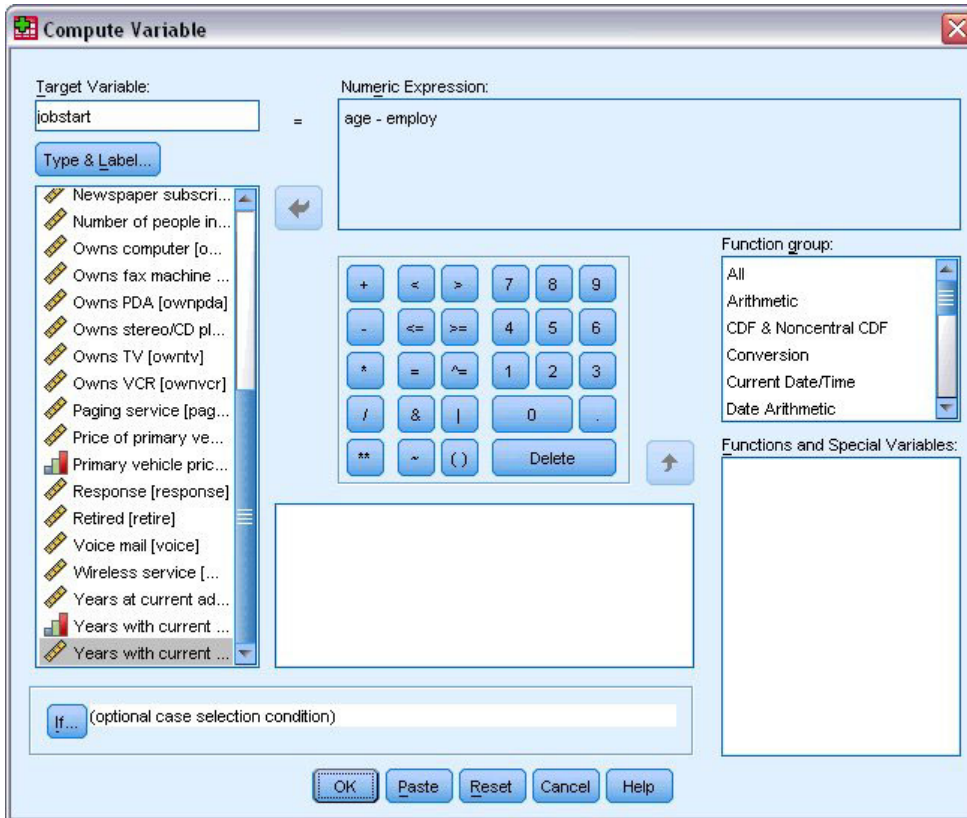 Compute Variable
Target Variable:
jobstart
=
Numeric Expression:
age - employ
Type & Label...
Newspaper subscri...
Number of people in...
Owns computer [o...
Owns fax machine ...
Owns PDA [ownpda]
Owns stereo/CD pl...
Owns TV [owntv]
Owns VCR [ownvcr]
Paging service [pag...
Price of primary ve...
Primary vehicle pric...
Response [response]
Retired [retire]
Voice mail [voice]
Wireless service [...
Years at current ad...
Years with current ...
Years with current ...
+ < > 7 8 9
- <= >= 4 5 6
* = ^= 1 2 3
/ & | 0 .
** ~ ( ) Delete
Function group:
All
Arithmetic
CDF & Noncentral CDF
Conversion
Current Date/Time
Date Arithmetic
Functions and Special Variables:
If... (optional case selection condition)
OK Paste Reset Cancel Help